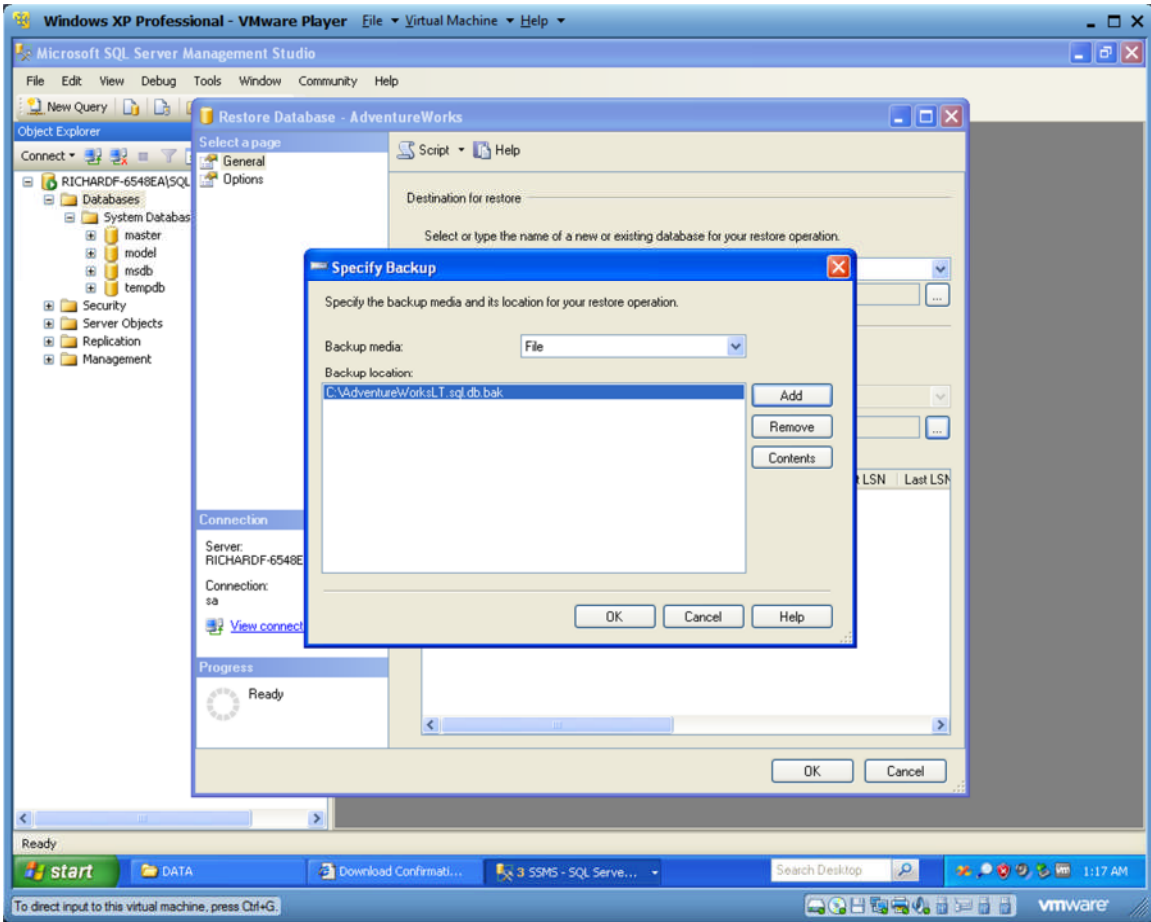 Windows XP Professional - VMware Player File Virtual Machine Help
Microsoft SQL Server Management Studio
File Edit View Debug Tools Window Community Help
New Query
Object Explorer
Connect
RICHARDF-6548EA\SQL
Databases
System Databas
master
model
msdb
tempdb
Security
Server Objects
Replication
Management
Restore Database - AdventureWorks
Select a page
General
Options
Script Help
Destination for restore
Select or type the name of a new or existing database for your restore operation.
...
...
t LSN Last LSN
Specify Backup
Specify the backup media and its location for your restore operation.
Backup media: File
Backup location:
C:\AdventureWorksLT.sql.db.bak
Add
Remove
Contents
OK Cancel Help
Connection
Server:
RICHARDF-6548E
Connection:
sa
View connect
Progress
Ready
OK Cancel
Ready
start DATA Download Confirmati... 3 SSMS - SQL Serve... Search Desktop 1:17 AM
To direct input to this virtual machine, press Ctrl+G. vmware